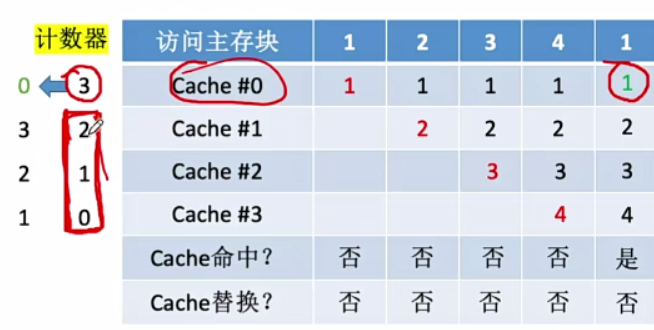 计数器 访问主存块 1 2 3 4 1
0 3 Cache #0 1 1 1 1 1
3 2 Cache #1 2 2 2 2
2 1 Cache #2 3 3 3
1 0 Cache #3 4 4
Cache命中? 否 否 否 否 是
Cache替换? 否 否 否 否 否